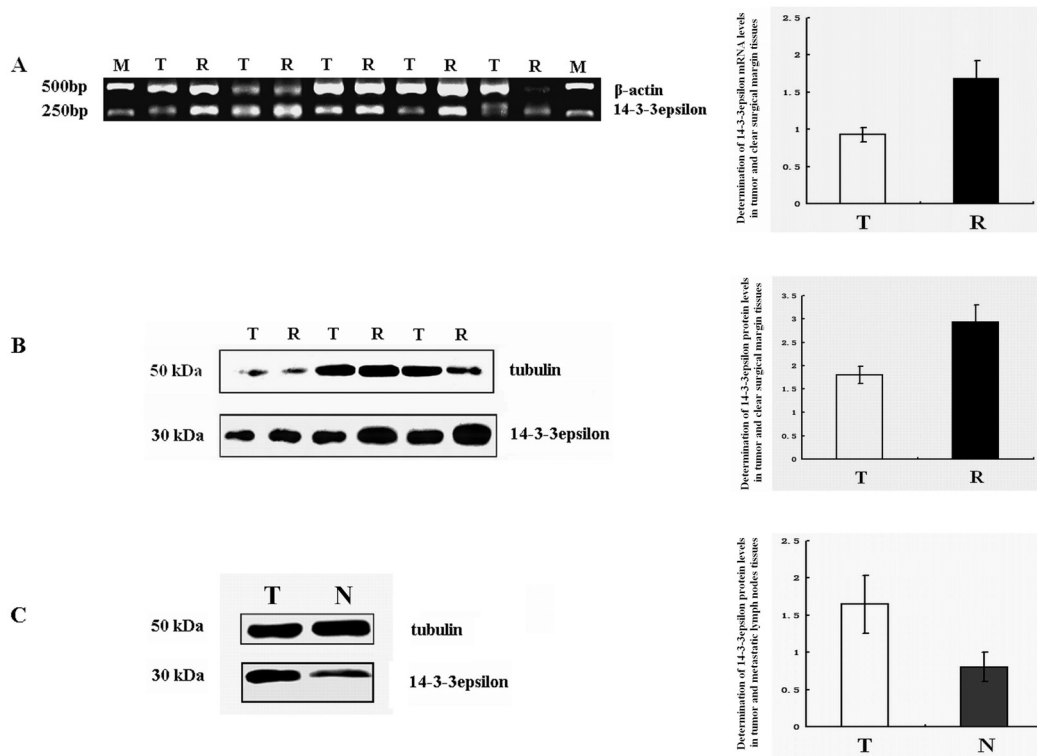 A
M T R T R T R T R T R M
500bp
β-actin
250bp
14-3-3epsilon
Determination of 14-3-3epsilon mRNA levels
in tumor and clear surgical margin tissues
2.5
2
1.5
1
0.5
0
T R
B
T R T R T R
50 kDa
tubulin
30 kDa
14-3-3epsilon
Determination of 14-3-3epsilon protein levels
in tumor and clear surgical margin tissues
3.5
3
2.5
2
1.5
1
0.5
0
T R
C
T N
50 kDa
tubulin
30 kDa
14-3-3epsilon
Determination of 14-3-3epsilon protein levels
in tumor and metastatic lymph nodes tissues
2.5
2
1.5
1
0.5
0
T N